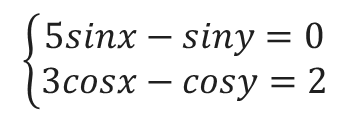 5sinx − siny = 0
3cosx − cosy = 2